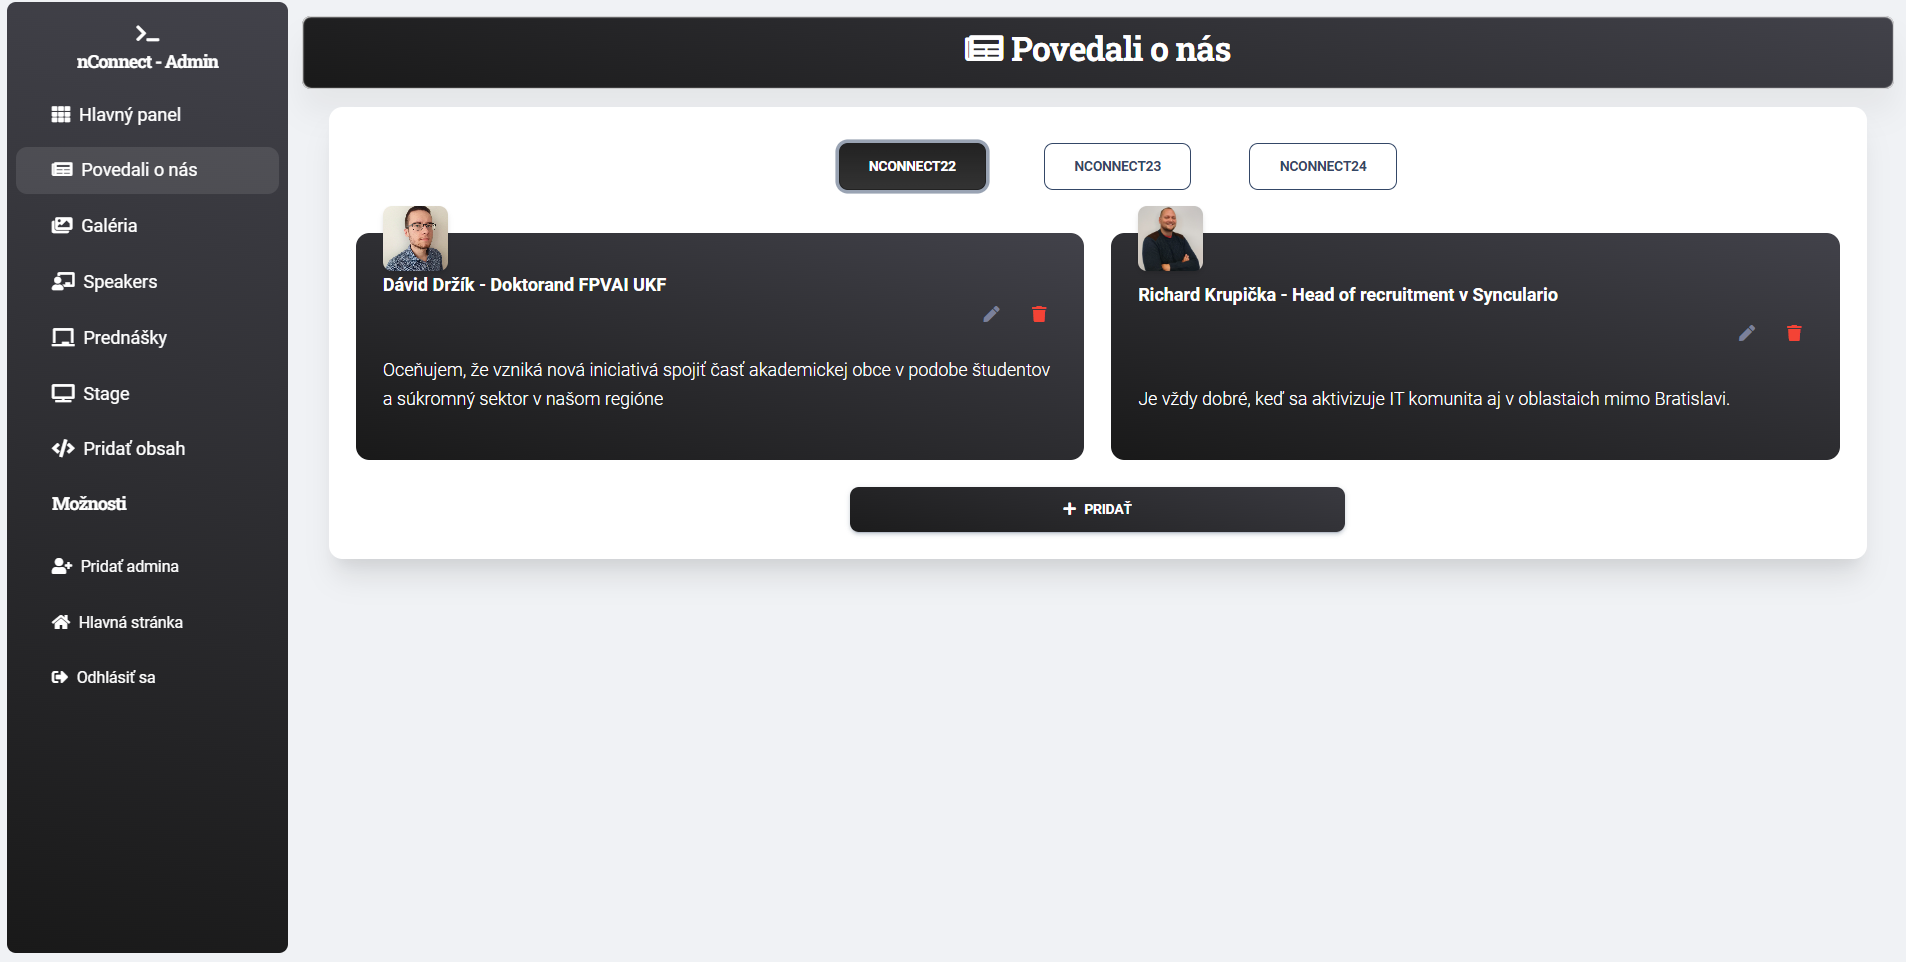 nConnect - Admin
Hlavný panel
Povedali o nás
Galéria
Speakers
Prednášky
Stage
Pridať obsah
Možnosti
Pridať admina
Hlavná stránka
Odhlásiť sa
Povedali o nás
NCONNECT22
NCONNECT23
NCONNECT24
Dávid Držík - Doktorand FPVAI UKF
Oceňujem, že vzniká nová iniciativá spojiť časť akademickej obce v podobe študentov
a súkromný sektor v našom regióne
Richard Krupička - Head of recruitment v Synculario
Je vždy dobré, keď sa aktivizuje IT komunita aj v oblastaich mimo Bratislavi.
PRIDAŤ